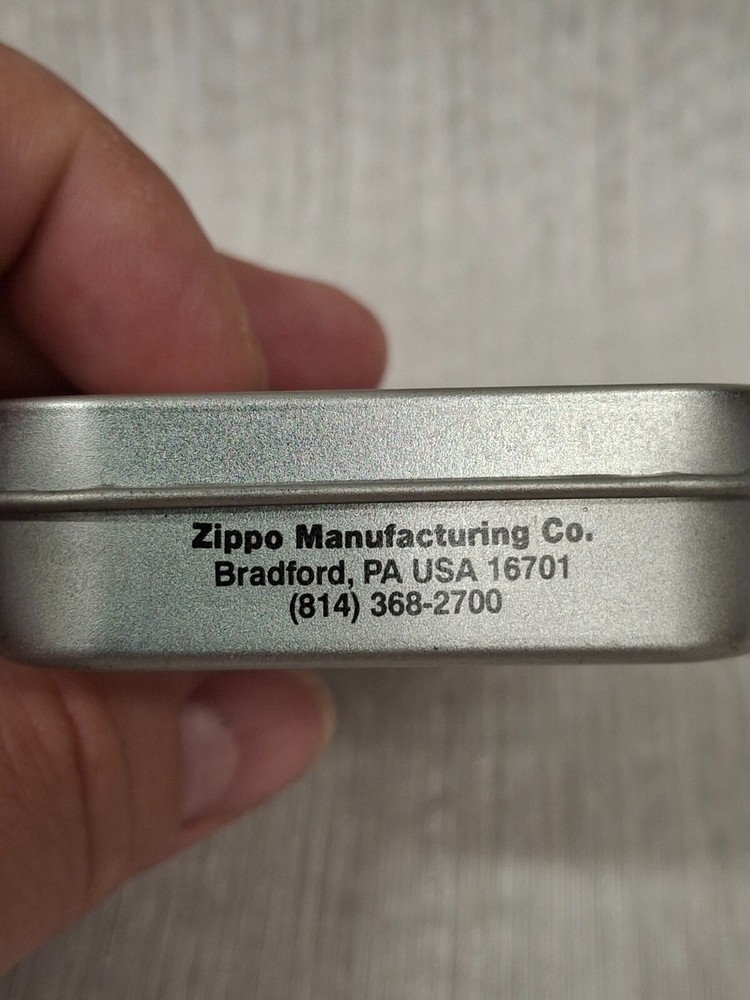 Zippo Manufacturing Co.
Bradford, PA USA 16701
(814) 368-2700